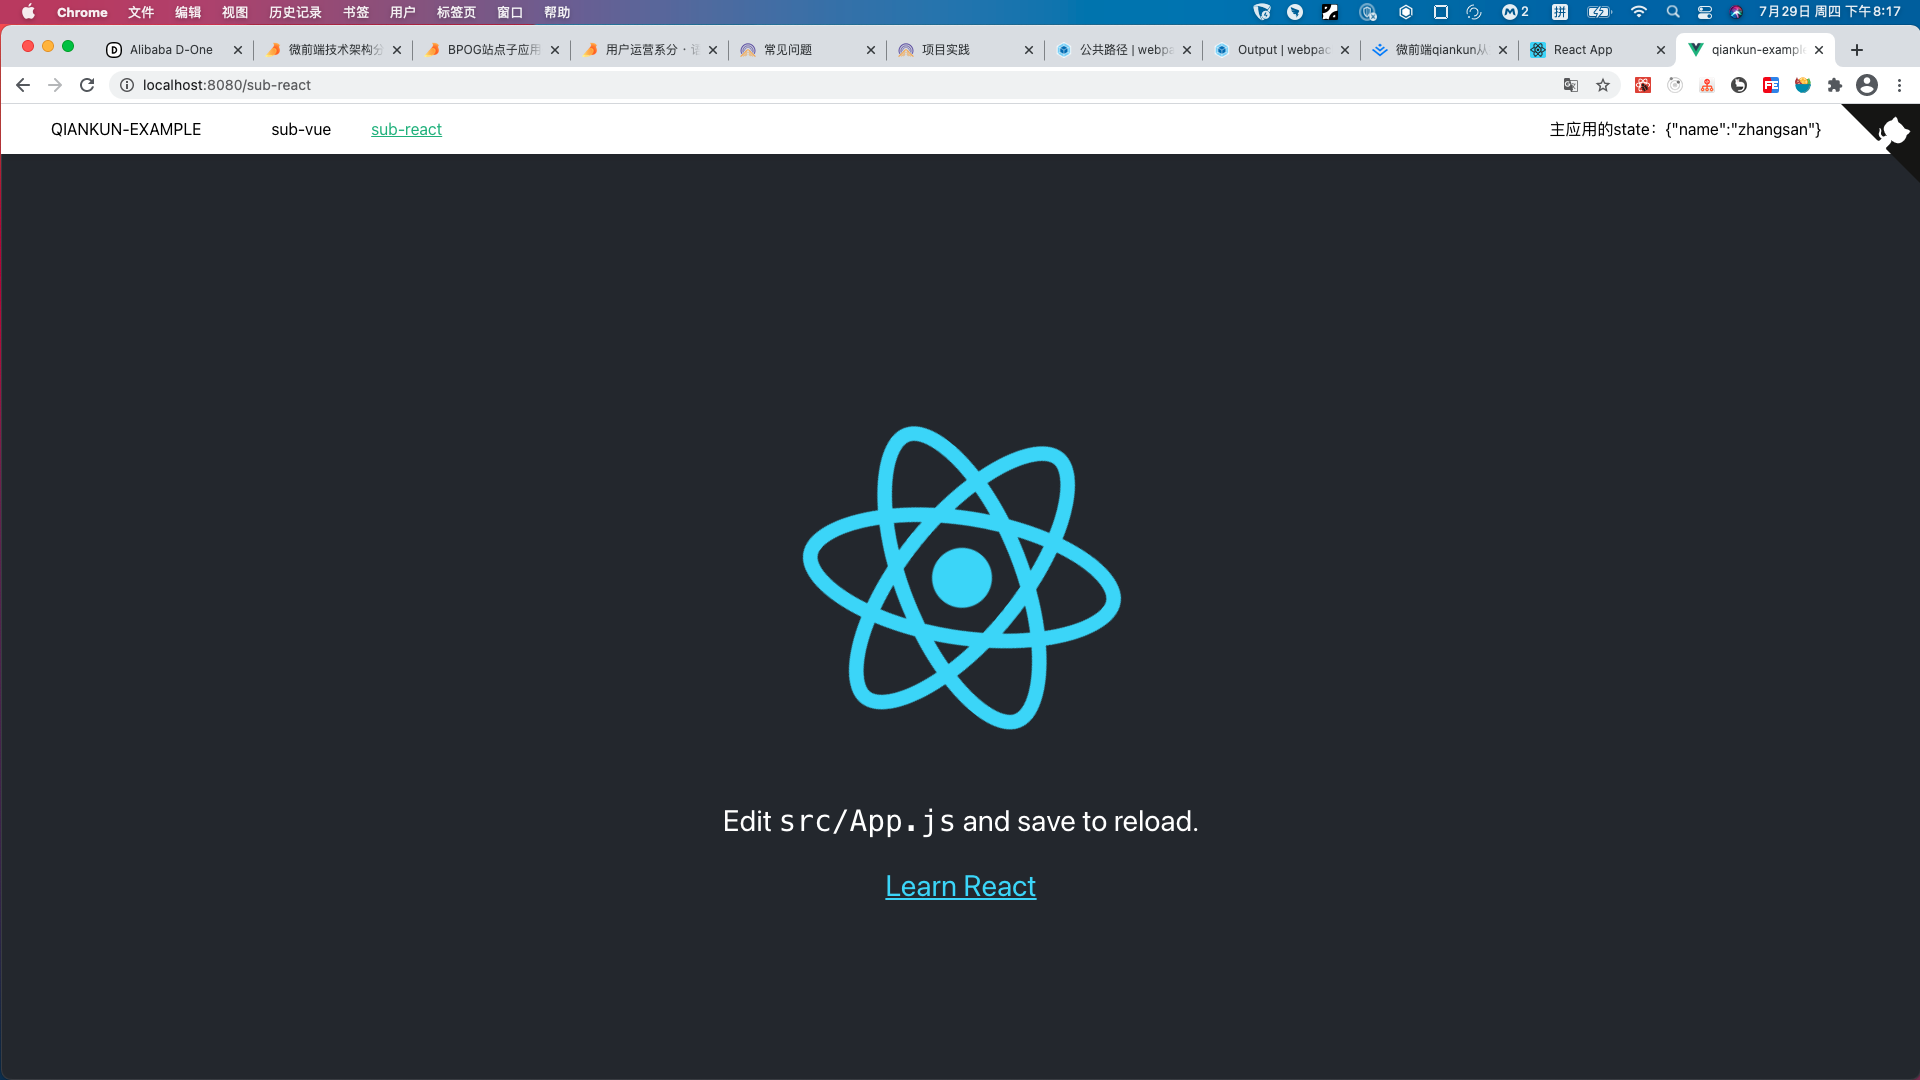 Chrome 文件 编辑 视图 历史记录 书签 用户 标签页 窗口 帮助 2 拼 7月29日 周四 下午8:17
D Alibaba D-One 微前端技术架构分 BPOG站点子应用 用户运营系分 · 常见问题 项目实践 公共路径 | webpa Output | webpac 微前端qiankun从 React App qiankun-example
localhost:8080/sub-react FE
QIANKUN-EXAMPLE sub-vue sub-react 主应用的state：{"name":"zhangsan"}
Edit src/App.js and save to reload.
Learn React